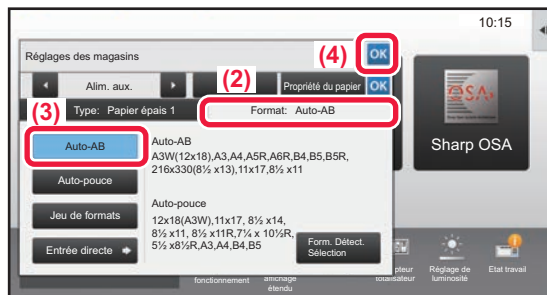 10:15
Réglages des magasins
(4)
OK
Alim. aux.
(2)
Propriété du papier
OK
(3)
Type: Papier épais 1
Format: Auto-AB
Auto-AB
Auto-AB
A3W(12x18),A3,A4,A5R,A6R,B4,B5,B5R,
216x330(8½ x13),11x17,8½ x11
Auto-pouce
Auto-pouce
12x18(A3W),11x17, 8½ x14,
8½ x11, 8½ x11R,7¼ x 10½R,
5½ x8½R,A3,A4,B4,B5
Jeu de formats
Entrée directe
Form. Détect.
Sélection
Sharp OSA
fonctionnement
affichage
étendu
totalisateur
Réglage de
luminosité
Etat travail